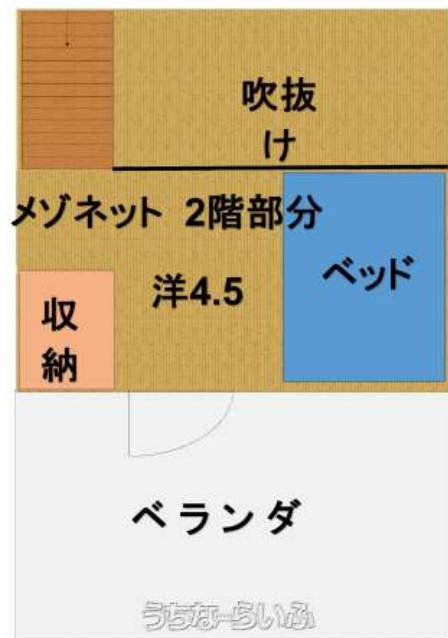 吹抜
け
メゾネット 2階部分
洋4.5
ベッド
収
納
ベランダ
うちなーらいふ